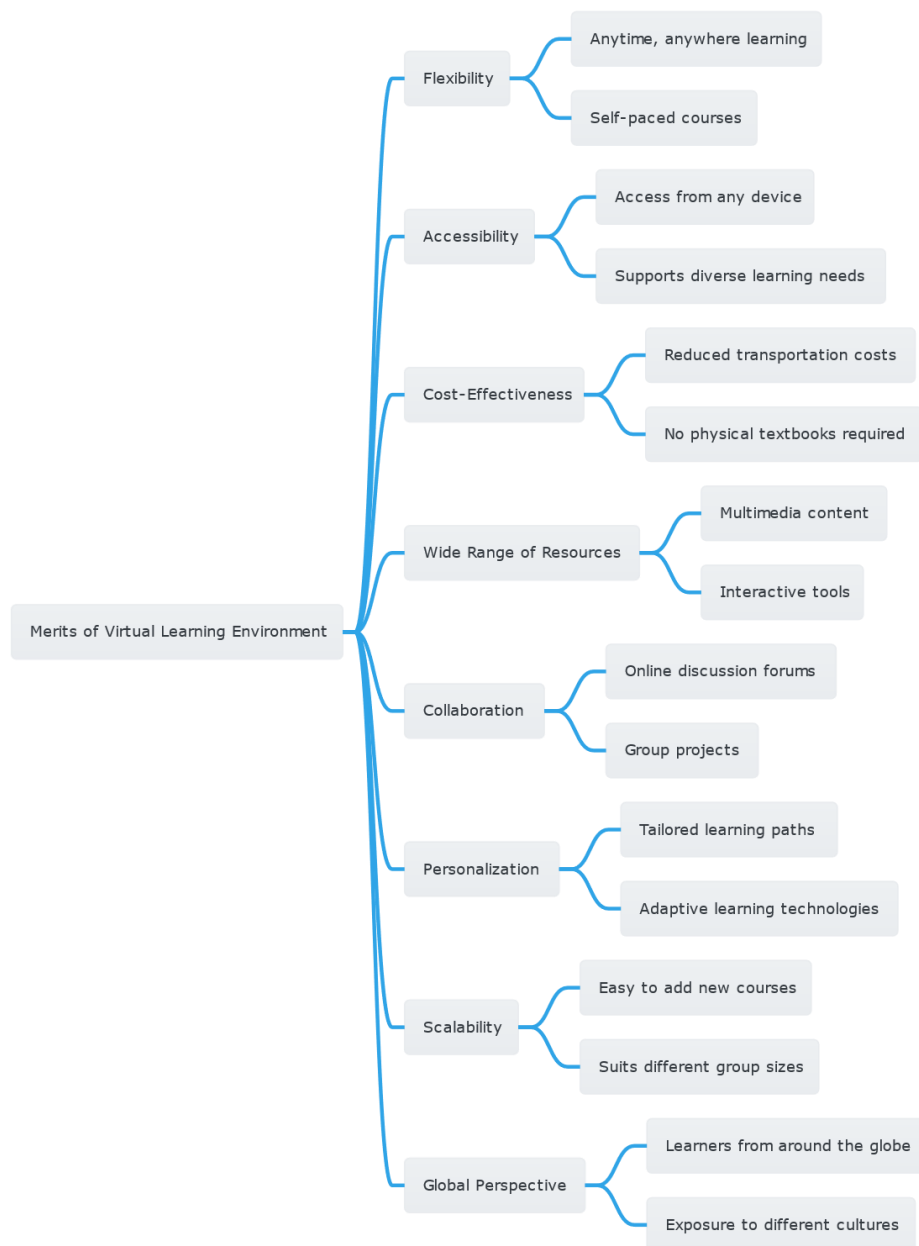 Merits of Virtual Learning Environment
Flexibility
Anytime, anywhere learning
Self-paced courses
Accessibility
Access from any device
Supports diverse learning needs
Cost-Effectiveness
Reduced transportation costs
No physical textbooks required
Wide Range of Resources
Multimedia content
Interactive tools
Collaboration
Online discussion forums
Group projects
Personalization
Tailored learning paths
Adaptive learning technologies
Scalability
Easy to add new courses
Suits different group sizes
Global Perspective
Learners from around the globe
Exposure to different cultures